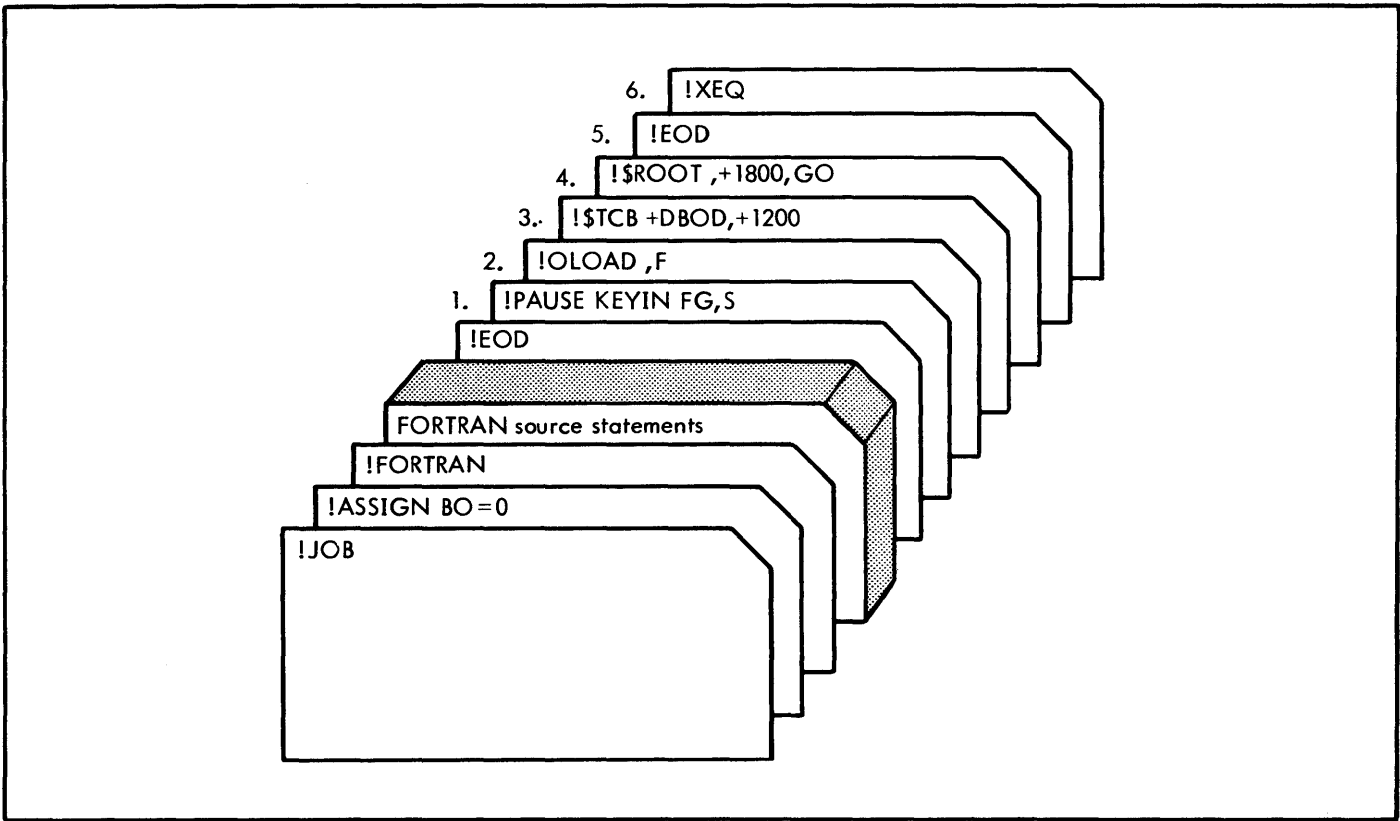 6. !XEQ
5. !EOD
4. !$ROOT ,+1800,GO
3. !$TCB +DBOD,+1200
2. !OLOAD ,F
1. !PAUSE KEYIN FG,S
!EOD
FORTRAN source statements
!FORTRAN
!ASSIGN BO=0
!JOB